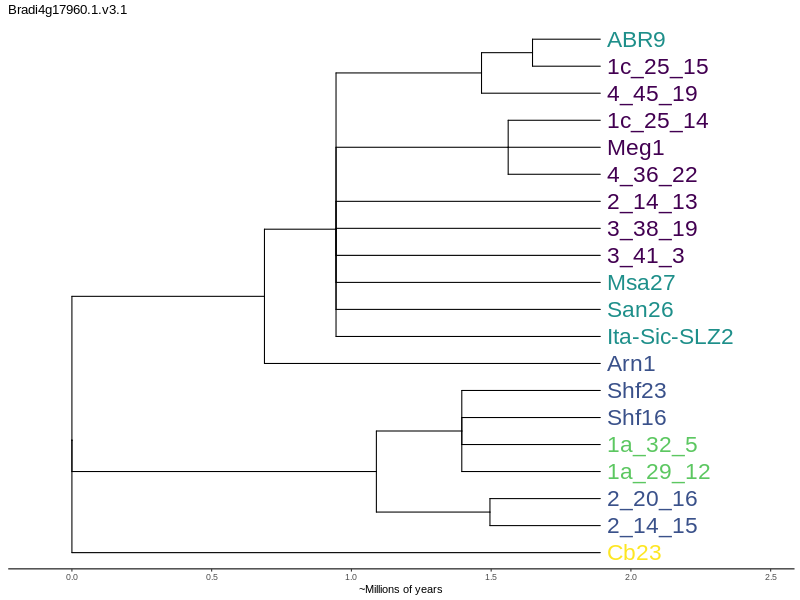 Bradi4g17960.1.v3.1
ABR9
1c_25_15
4_45_19
1c_25_14
Meg1
4_36_22
2_14_13
3_38_19
3_41_3
Msa27
San26
Ita-Sic-SLZ2
Arn1
Shf23
Shf16
1a_32_5
1a_29_12
2_20_16
2_14_15
Cb23
0.0 0.5 1.0 1.5 2.0 2.5
~Millions of years